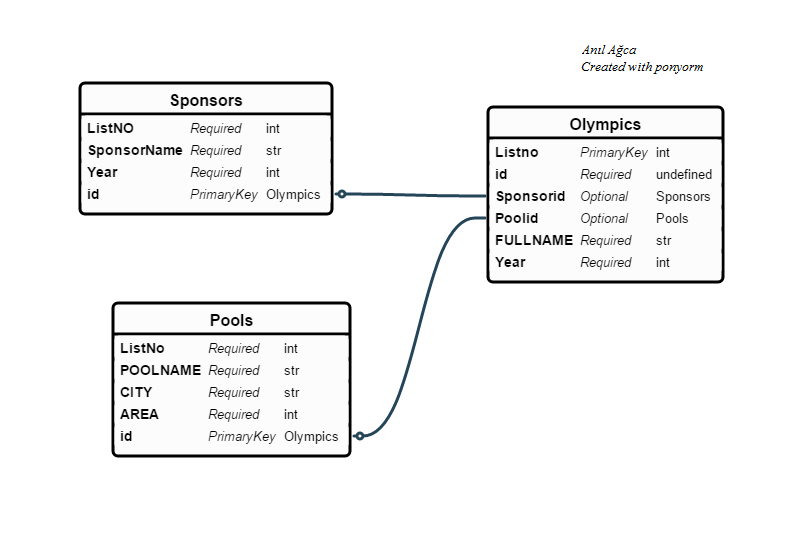 Anıl Ağca
Created with ponyorm
Sponsors
ListNO Required int
SponsorName Required str
Year Required int
id PrimaryKey Olympics
Olympics
Listno PrimaryKey int
id Required undefined
Sponsorid Optional Sponsors
Poolid Optional Pools
FULLNAME Required str
Year Required int
Pools
ListNo Required int
POOLNAME Required str
CITY Required str
AREA Required int
id PrimaryKey Olympics